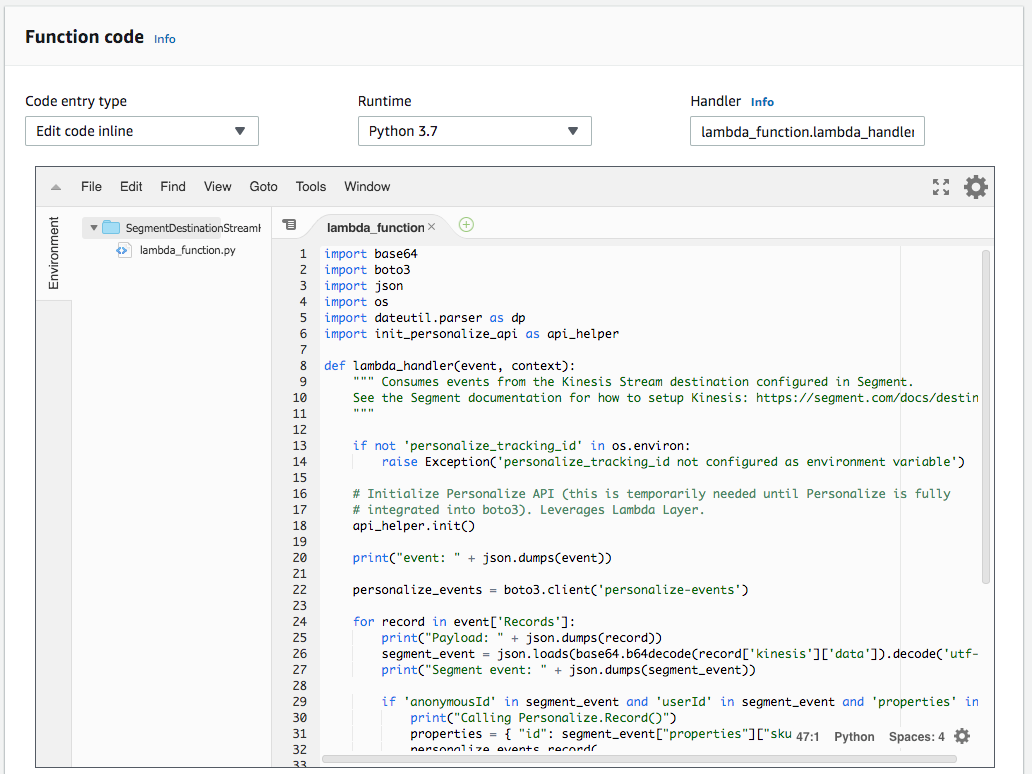 Function code Info
Code entry type Runtime Handler Info
Edit code inline Python 3.7 lambda_function.lambda_handler
File Edit Find View Goto Tools Window
Environment
SegmentDestinationStream
lambda_function.py
lambda_function
1 import base64
2 import boto3
3 import json
4 import os
5 import dateutil.parser as dp
6 import init_personalize_api as api_helper
7
8 def lambda_handler(event, context):
9 """ Consumes events from the Kinesis Stream destination configured in Segment.
10 See the Segment documentation for how to setup Kinesis: https://segment.com/docs/destin
11 """
12
13 if not 'personalize_tracking_id' in os.environ:
14 raise Exception('personalize_tracking_id not configured as environment variable')
15
16 # Initialize Personalize API (this is temporarily needed until Personalize is fully
17 # integrated into boto3). Leverages Lambda Layer.
18 api_helper.init()
19
20 print("event: " + json.dumps(event))
21
22 personalize_events = boto3.client('personalize-events')
23
24 for record in event['Records']:
25 print("Payload: " + json.dumps(record))
26 segment_event = json.loads(base64.b64decode(record['kinesis']['data']).decode('utf-
27 print("Segment event: " + json.dumps(segment_event))
28
29 if 'anonymousId' in segment_event and 'userId' in segment_event and 'properties' in
30 print("Calling Personalize.Record()")
31 properties = { "id": segment_event["properties"]["sku
32 personalize_events.record(
33
47:1 Python Spaces: 4